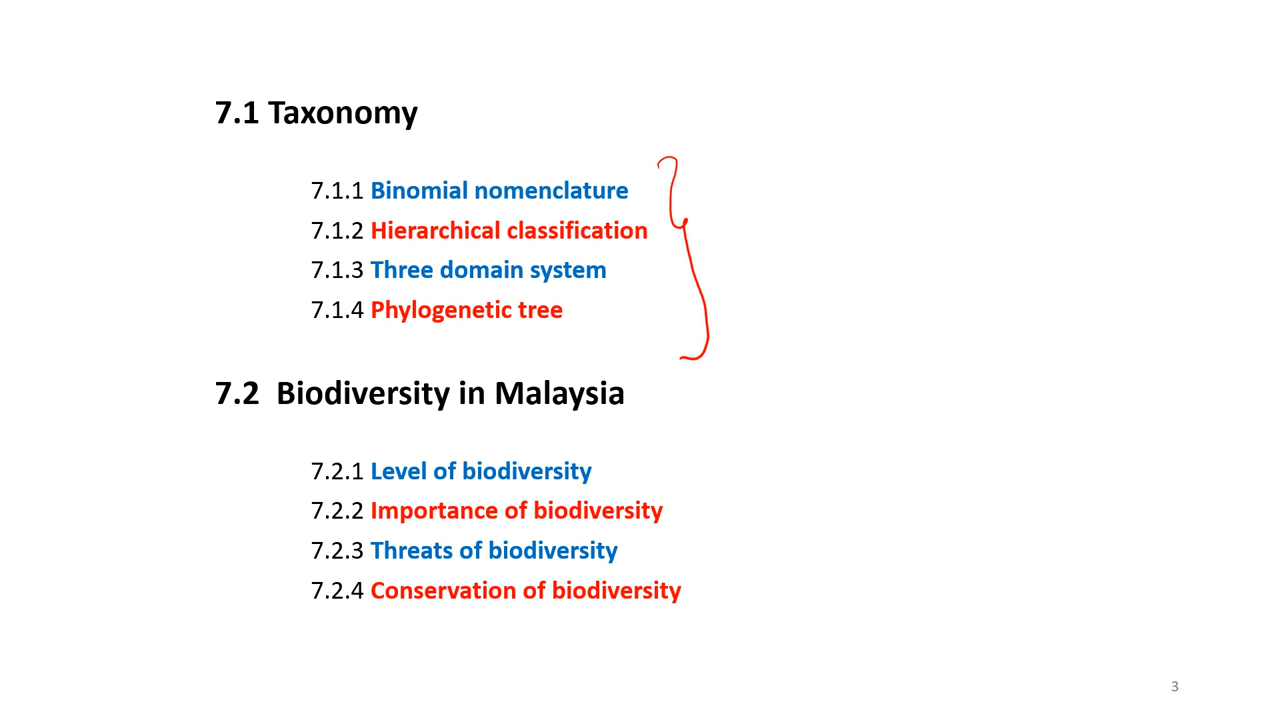 7.1 Taxonomy
7.1.1 Binomial nomenclature
7.1.2 Hierarchical classification
7.1.3 Three domain system
7.1.4 Phylogenetic tree
7.2 Biodiversity in Malaysia
7.2.1 Level of biodiversity
7.2.2 Importance of biodiversity
7.2.3 Threats of biodiversity
7.2.4 Conservation of biodiversity
3